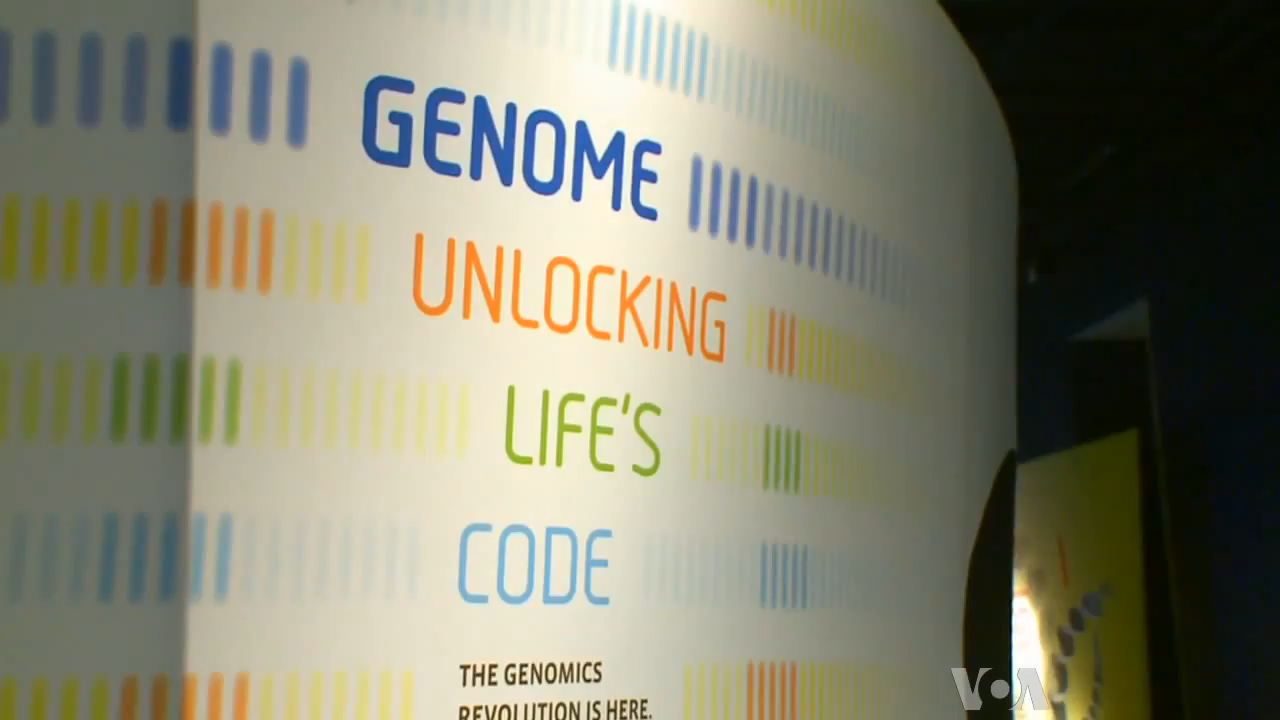 GENOME
UNLOCKING
LIFE'S
CODE
THE GENOMICS
REVOLUTION IS HERE.
VOA